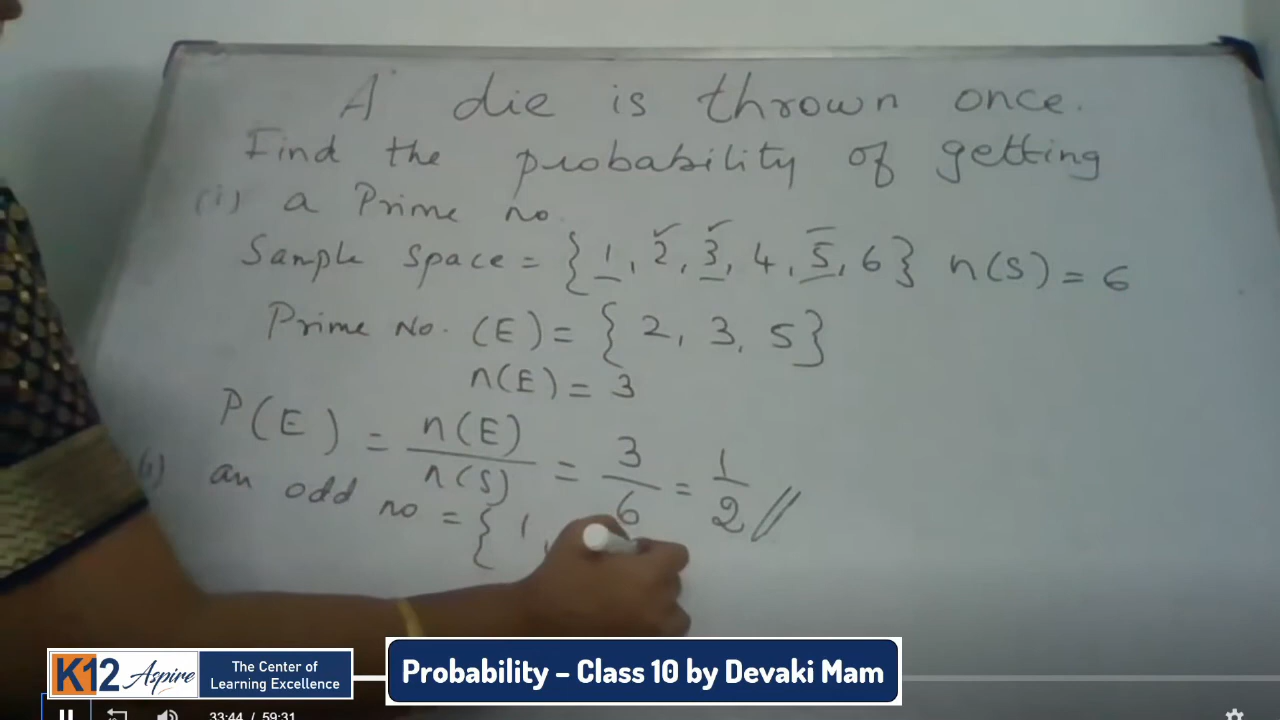 A die is thrown once.
Find the probability of getting
(i) a Prime no
Sample space = { 1, 2, 3, 4, 5, 6 } n(S) = 6
Prime No. (E) = { 2, 3, 5 }
n(E) = 3
P(E) = n(E) / n(S) = 3 / 6 = 1 / 2 //
an odd no = { 1,
K12 Aspire
The Center of
Learning Excellence
Probability – Class 10 by Devaki Mam
33:44 / 59:31